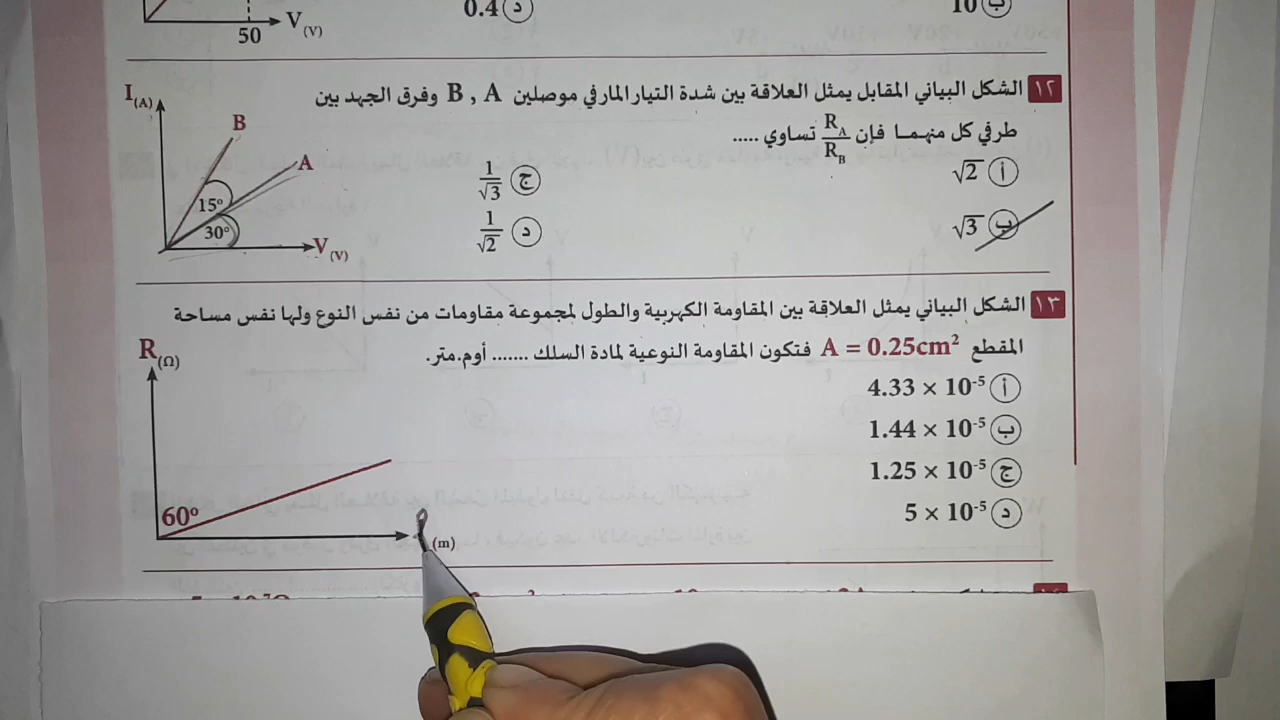 V(V)
50
ب 10
د 0.4
١٢ الشكل البياني المقابل يمثل العلاقة بين شدة التيار المار في موصلين B , A وفرق الجهد بين
طرفي كل منهما فإن R_A/R_B تساوي .....
أ √2
ب √3
ج 1/√3
د 1/√2
I(A)
B
A
15°
30°
V(V)
١٣ الشكل البياني يمثل العلاقة بين المقاومة الكهربية والطول لمجموعة مقاومات من نفس النوع ولها نفس مساحة
المقطع A = 0.25cm² فتكون المقاومة النوعية لمادة السلك ....... أوم.متر.
أ 4.33 × 10⁻⁵
ب 1.44 × 10⁻⁵
ج 1.25 × 10⁻⁵
د 5 × 10⁻⁵
R(Ω)
60°
(m)